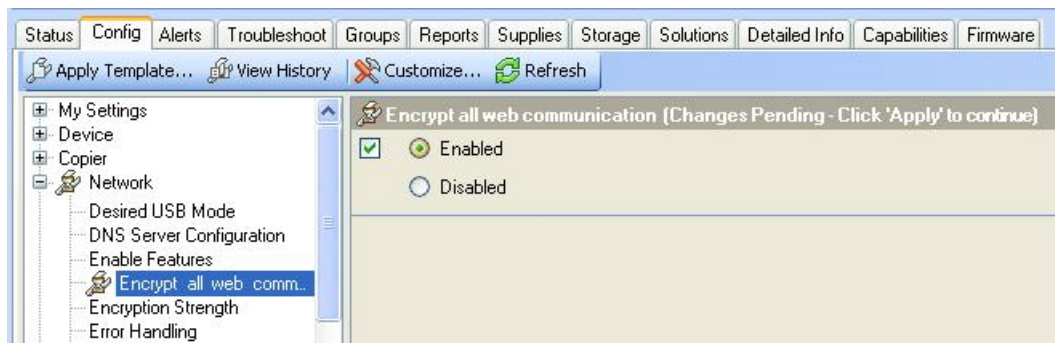 Status Config Alerts Troubleshoot Groups Reports Supplies Storage Solutions Detailed Info Capabilities Firmware
Apply Template... View History Customize... Refresh
My Settings
Device
Copier
Network
Desired USB Mode
DNS Server Configuration
Enable Features
Encrypt all web comm..
Encryption Strength
Error Handling
Encrypt all web communication (Changes Pending - Click 'Apply' to continue)
Enabled
Disabled